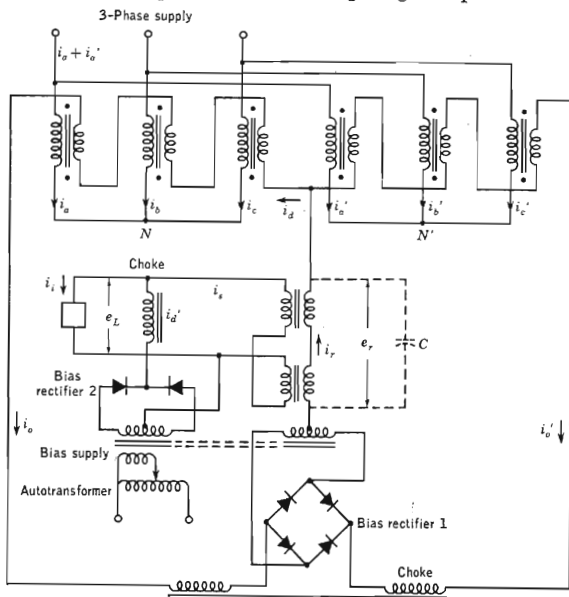 3-Phase supply
i_a + i_a'
i_a
i_b
i_c
i_d
i_a'
i_b'
i_c'
N
N'
Choke
i_i
e_L
i_d'
i_s
i_r
e_r
C
Bias
rectifier 2
i_o
i_o'
Bias supply
Autotransformer
Bias rectifier 1
Choke